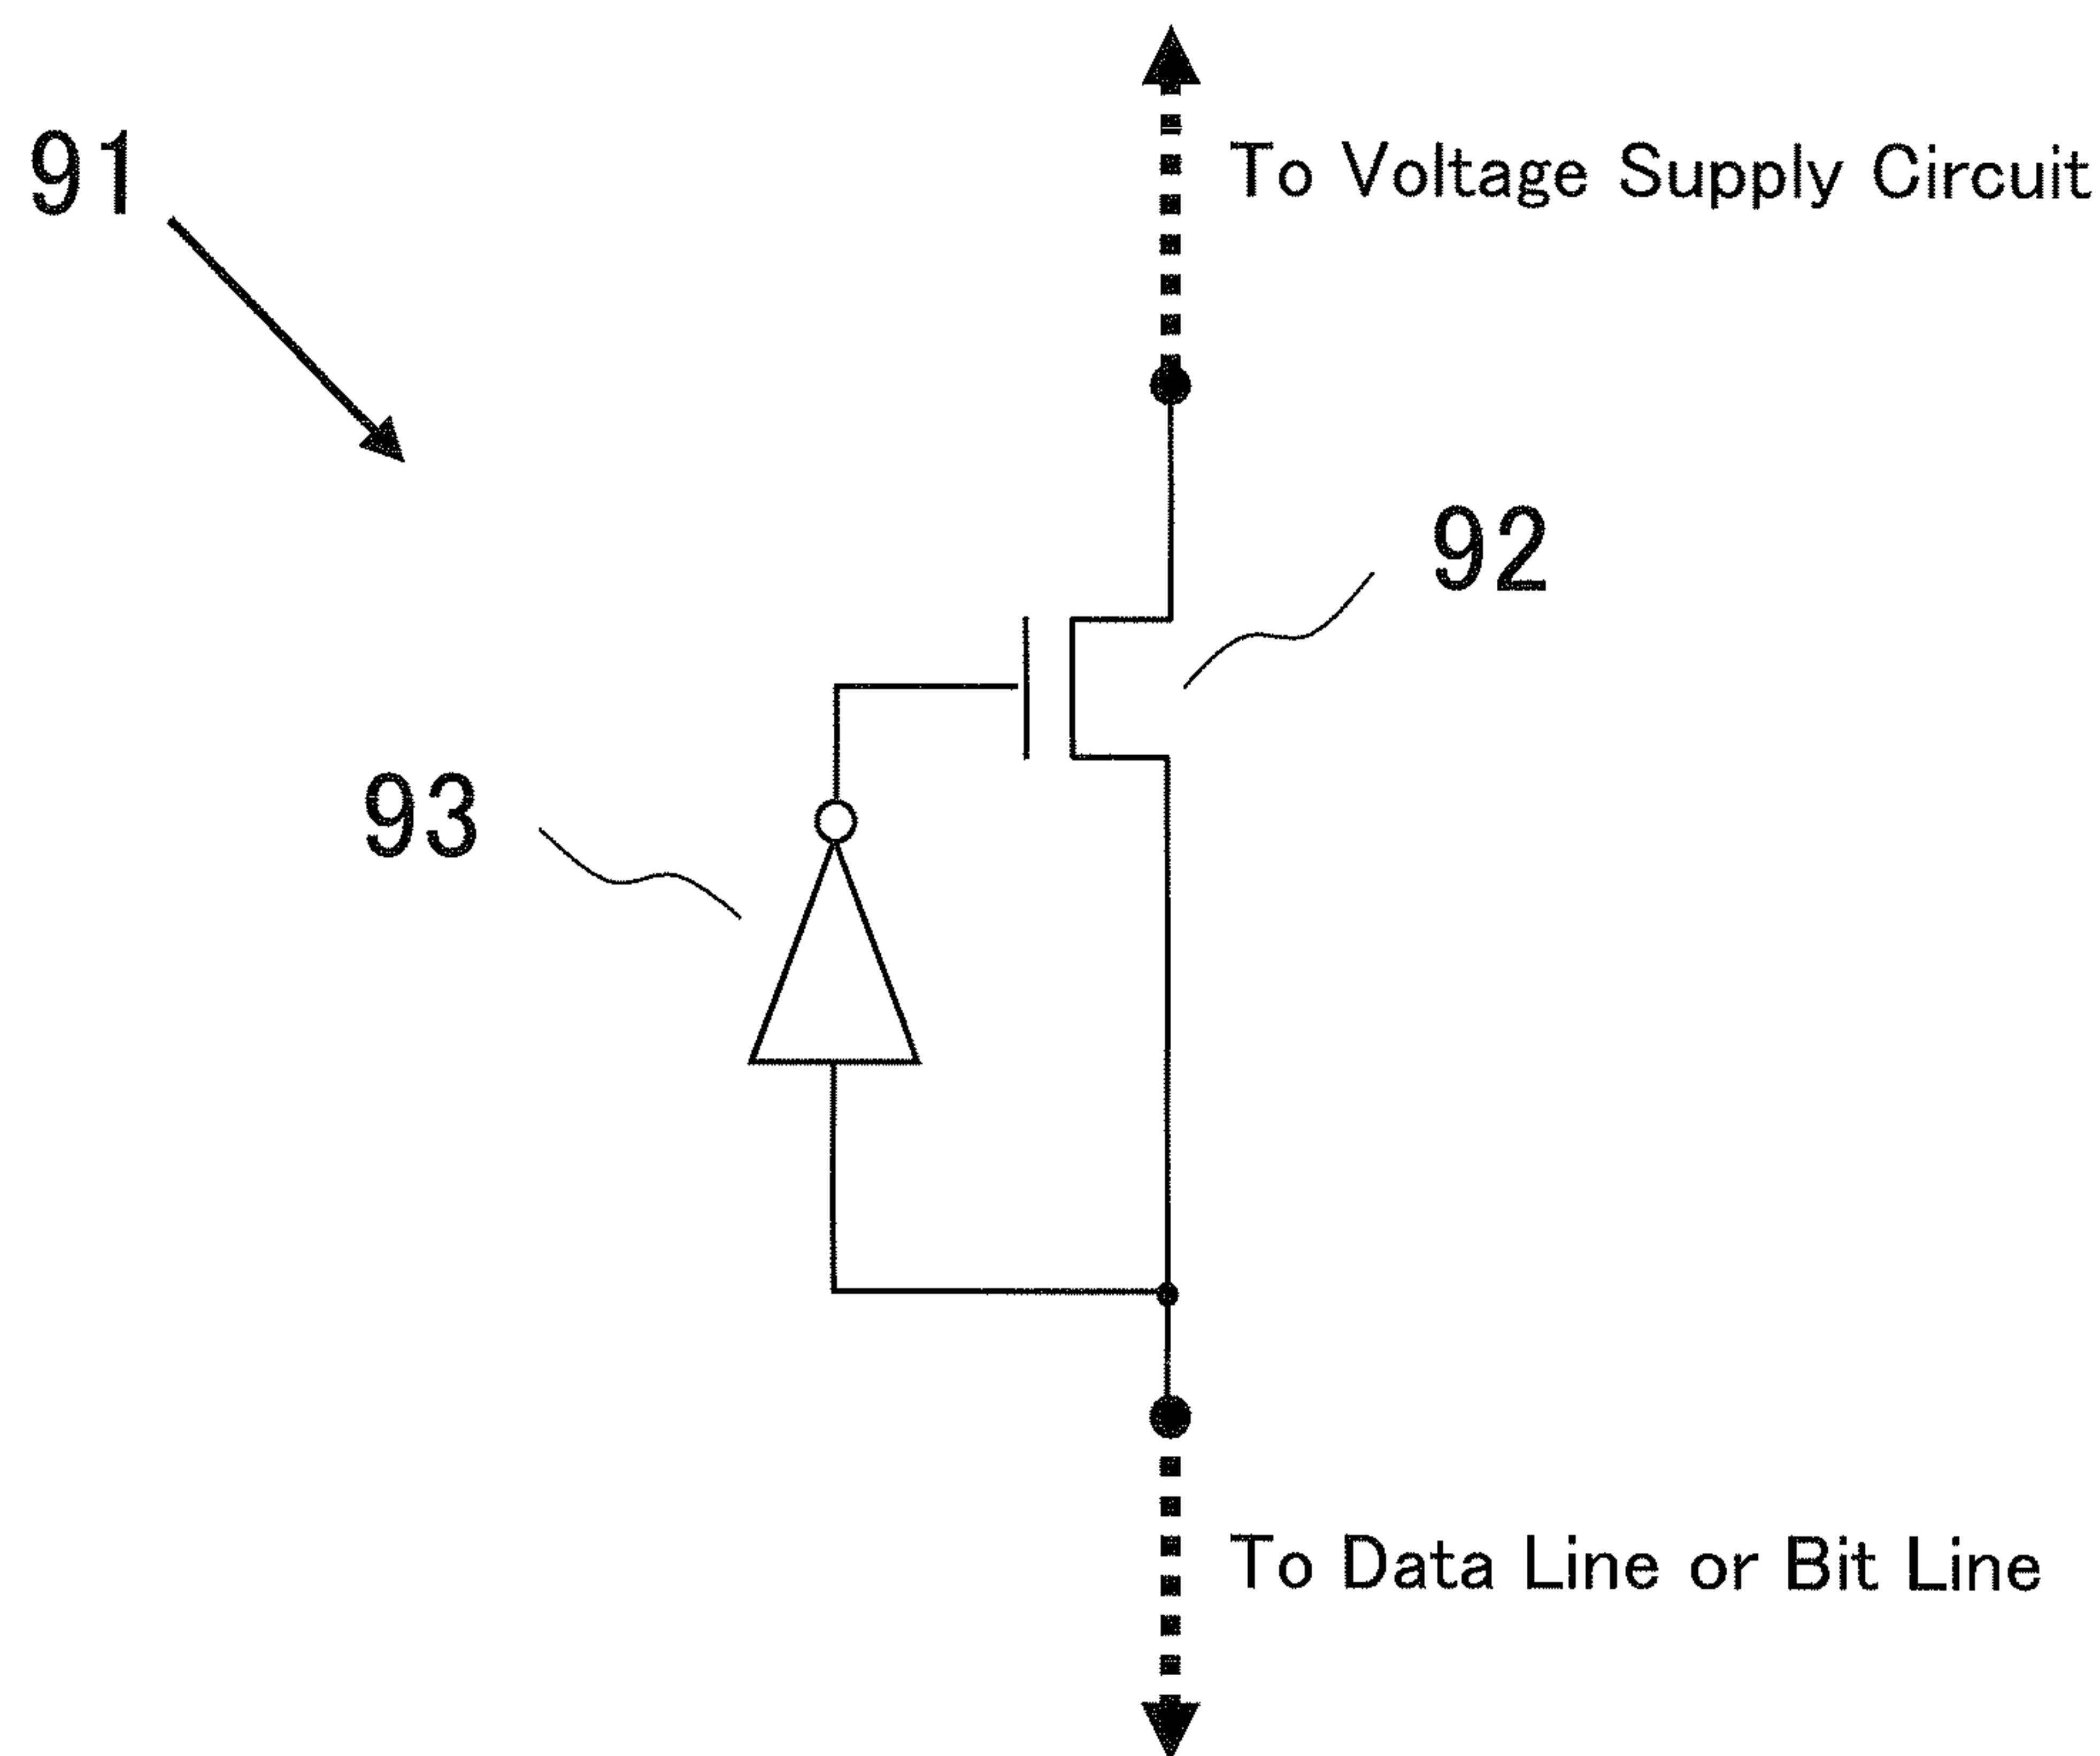 91
To Voltage Supply Circuit
92
93
To Data Line or Bit Line